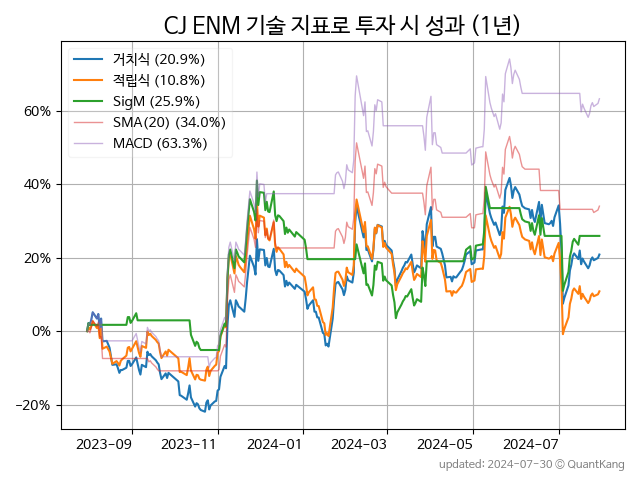 CJ ENM 기술 지표로 투자 시 성과 (1년)
거치식 (20.9%)
적립식 (10.8%)
SigM (25.9%)
SMA(20) (34.0%)
MACD (63.3%)
60%
40%
20%
0%
−20%
2023-09 2023-11 2024-01 2024-03 2024-05 2024-07
updated: 2024-07-30 © QuantKang